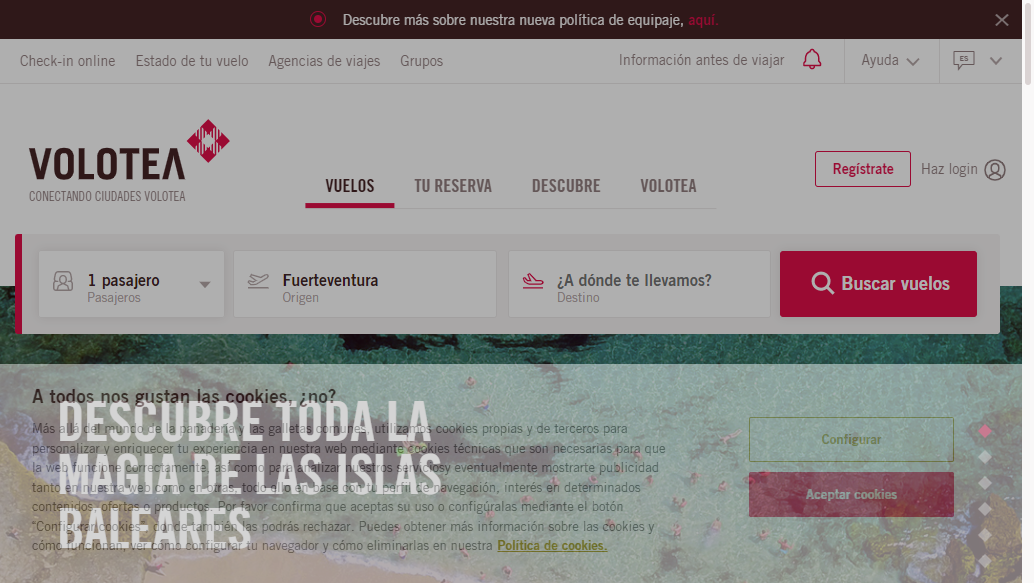 Descubre más sobre nuestra nueva política de equipaje, aquí.
Check-in online Estado de tu vuelo Agencias de viajes Grupos Información antes de viajar Ayuda ES
VOLOTEA
CONECTANDO CIUDADES VOLOTEA
VUELOS TU RESERVA DESCUBRE VOLOTEA
Regístrate Haz login
1 pasajero
Pasajeros
Fuerteventura
Origen
¿A dónde te llevamos?
Destino
Buscar vuelos
A todos nos gustan las cookies, ¿no?
Más allá del mundo de la panadería y las galletas comunes, utilizamos cookies propias y de terceros para
personalizar y enriquecer tu experiencia en nuestra web mediante cookies técnicas que son necesarias para que
la web funcione correctamente, así como para analizar nuestros servicios y eventualmente mostrarte publicidad
tanto en nuestra web como en otras, todo ello en base con tu perfil de navegación, interés en determinados
contenidos, ofertas o productos. Por favor confirma que aceptas su uso o configúralas mediante el botón
"Configurar cookies", donde también las podrás rechazar. Puedes obtener más información sobre las cookies y
cómo funcionan, ver cómo configurar tu navegador y cómo eliminarlas en nuestra Política de cookies.
DESCUBRE TODA LA
MAGIA DE LAS ISLAS
BALEARES
Configurar
Aceptar cookies